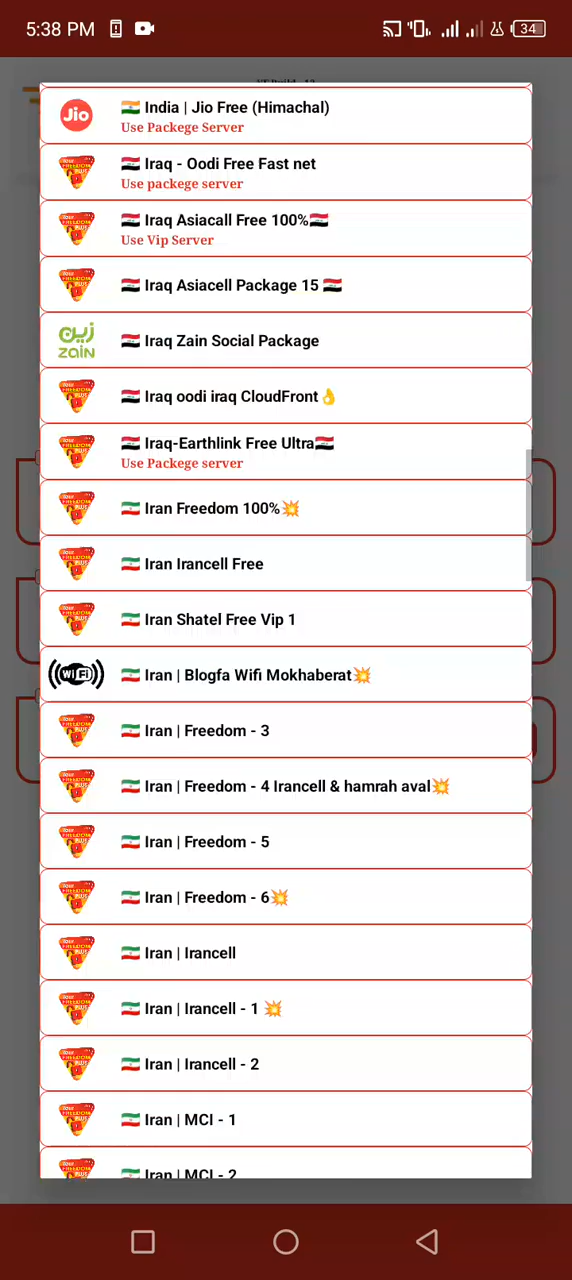 5:38 PM
34
Jio
India | Jio Free (Himachal)
Use Packege Server
Iraq - Oodi Free Fast net
Use packege server
Iraq Asiacall Free 100%
Use Vip Server
Iraq Asiacell Package 15
زين
ZAIN
Iraq Zain Social Package
Iraq oodi iraq CloudFront👌
Iraq-Earthlink Free Ultra
Use Packege server
Iran Freedom 100%💥
Iran Irancell Free
Iran Shatel Free Vip 1
WiFi
Iran | Blogfa Wifi Mokhaberat💥
Iran | Freedom - 3
Iran | Freedom - 4 Irancell & hamrah aval💥
Iran | Freedom - 5
Iran | Freedom - 6💥
Iran | Irancell
Iran | Irancell - 1 💥
Iran | Irancell - 2
Iran | MCI - 1
Iran | MCI - 2